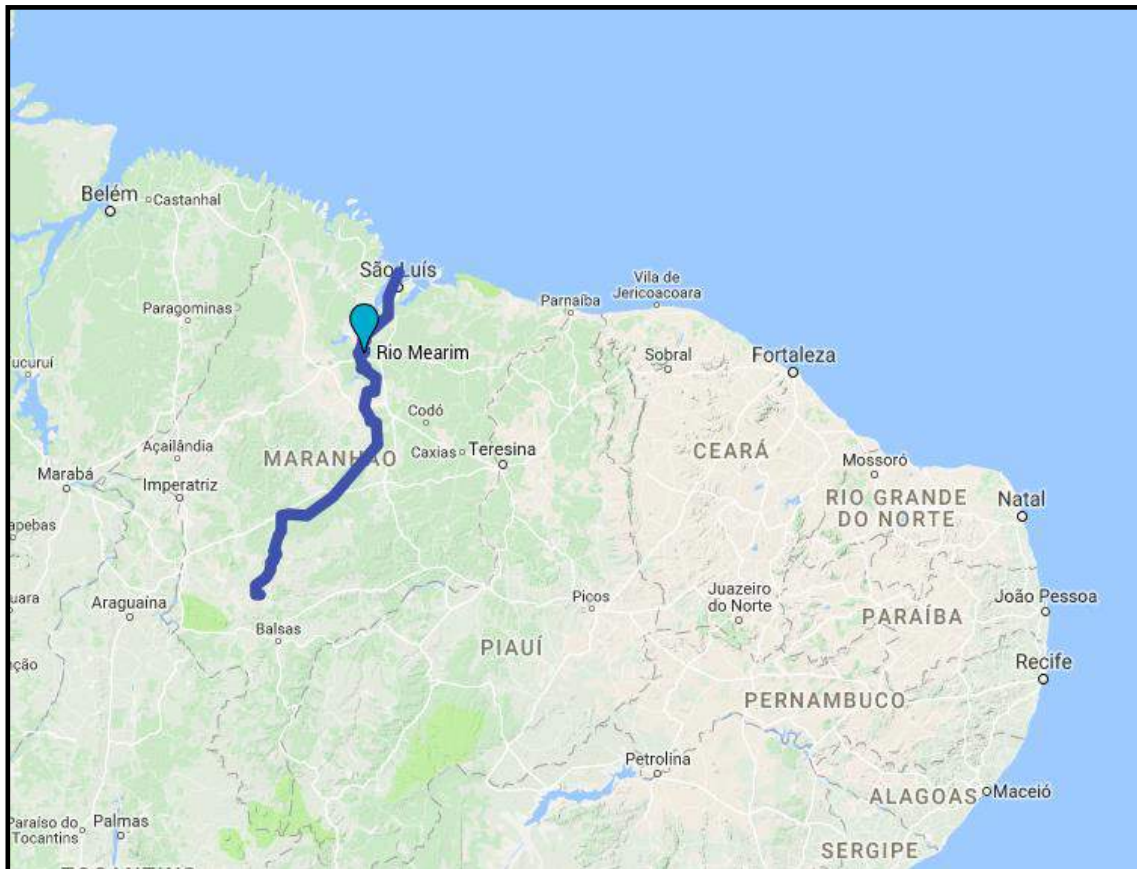 Belém
Castanhal
São Luís
Vila de
Jericoacoara
Parnaíba
Paragominas
Rio Mearim
Sobral
Fortaleza
ucuruí
Codó
Açailândia
MARANHÃO
Caxias
Teresina
CEARÁ
Mossoró
Marabá
Imperatriz
RIO GRANDE
DO NORTE
Natal
apebas
Araguaína
uara
Picos
Juazeiro
do Norte
João Pessoa
PARAÍBA
Balsas
PIAUÍ
ção
Recife
PERNAMBUCO
Petrolina
ALAGOAS
Maceió
Paraíso do
Tocantins
Palmas
SERGIPE
TOCANTINS